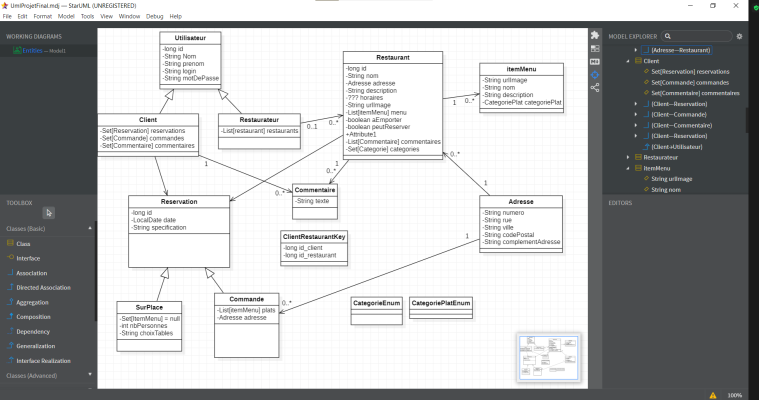 UmlProjetFinal.mdj — StarUML (UNREGISTERED)
File Edit Format Model Tools View Window Debug Help
WORKING DIAGRAMS
Entities — Model1
TOOLBOX
Classes (Basic)
Class
Interface
Association
Directed Association
Aggregation
Composition
Dependency
Generalization
Interface Realization
Classes (Advanced)
Utilisateur
-long id
-String Nom
-String prenom
-String login
-String motDePasse
Client
-Set[Reservation] reservations
-Set[Commande] commandes
-Set[Commentaire] commentaires
Restaurateur
-List[restaurant] restaurants
0..1
0..*
Restaurant
-long id
-String nom
-Adresse adresse
-String description
-??? horaires
-String urlImage
-List[itemMenu] menu
-boolean aEmporter
-boolean peutReserver
+Attribute1
-List[Commentaire] commentaires
-Set[Categorie] categories
1
0..*
itemMenu
-String urlImage
-String nom
-String description
-CategoriePlat categoriePlat
1
0..*
1
0..*
0..*
1
Commentaire
-String texte
Reservation
-long id
-LocalDate date
-String specification
ClientRestaurantKey
-long id_client
-long id_restaurant
Adresse
-String numero
-String rue
-String ville
-String codePostal
-String complementAdresse
1
0..*
SurPlace
-Set[ItemMenu] = null
-int nbPersonnes
-String choixTables
Commande
-List[itemMenu] plats
-Adresse adresse
CategorieEnum
CategoriePlatEnum
MODEL EXPLORER
(Adresse—Restaurant)
Client
Set[Reservation] reservations
Set[Commande] commandes
Set[Commentaire] commentaires
(Client—Reservation)
(Client—Commande)
(Client—Commentaire)
(Client—Reservation)
(Client→Utilisateur)
Restaurateur
ItemMenu
String urlImage
String nom
EDITORS
100%